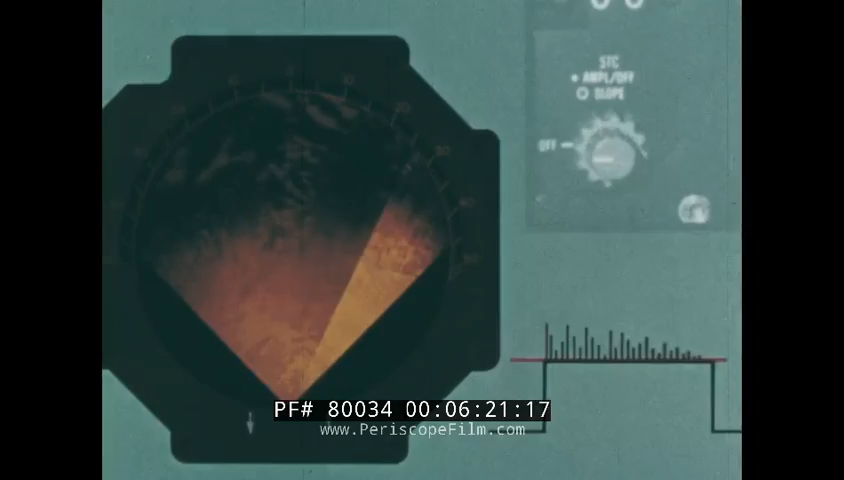 STC
AMPL/OFF
SLOPE
OFF
PF# 80034 00:06:21:17
www.PeriscopeFilm.com